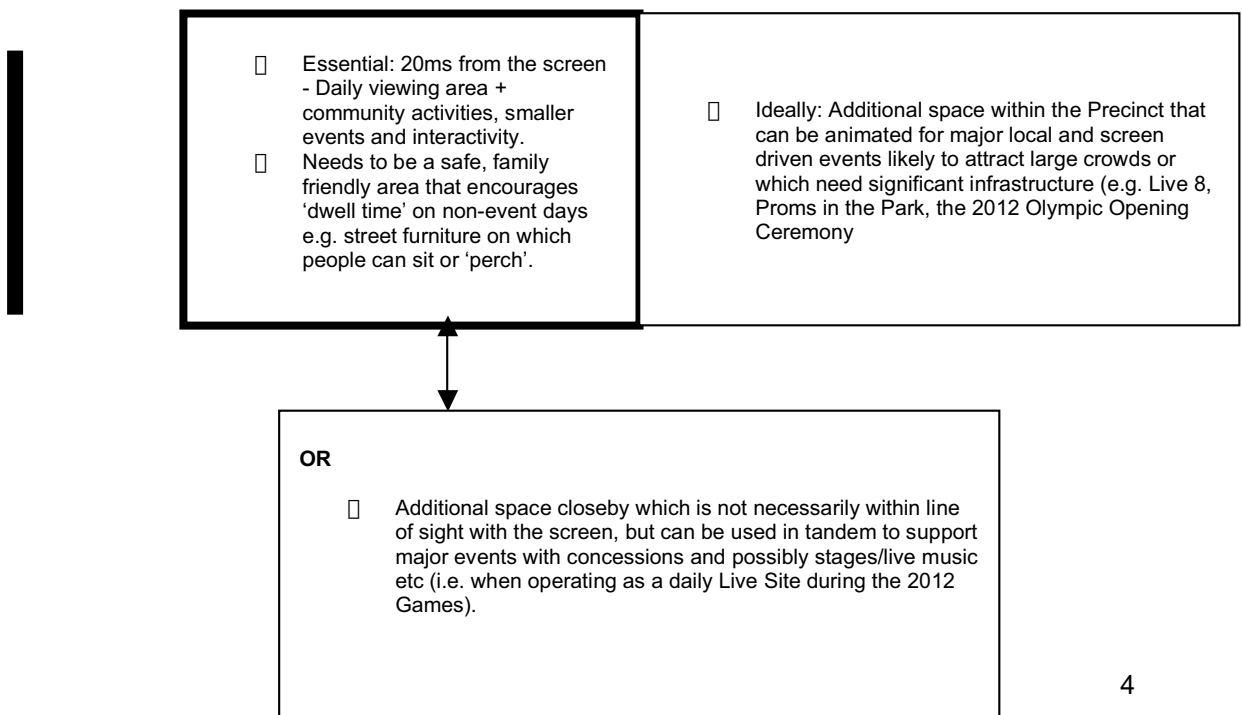 Essential: 20ms from the screen
- Daily viewing area +
community activities, smaller
events and interactivity.
Needs to be a safe, family
friendly area that encourages
‘dwell time’ on non-event days
e.g. street furniture on which
people can sit or ‘perch’.
Ideally: Additional space within the Precinct that
can be animated for major local and screen
driven events likely to attract large crowds or
which need significant infrastructure (e.g. Live 8,
Proms in the Park, the 2012 Olympic Opening
Ceremony
OR
Additional space closeby which is not necessarily within line
of sight with the screen, but can be used in tandem to support
major events with concessions and possibly stages/live music
etc (i.e. when operating as a daily Live Site during the 2012
Games).
4